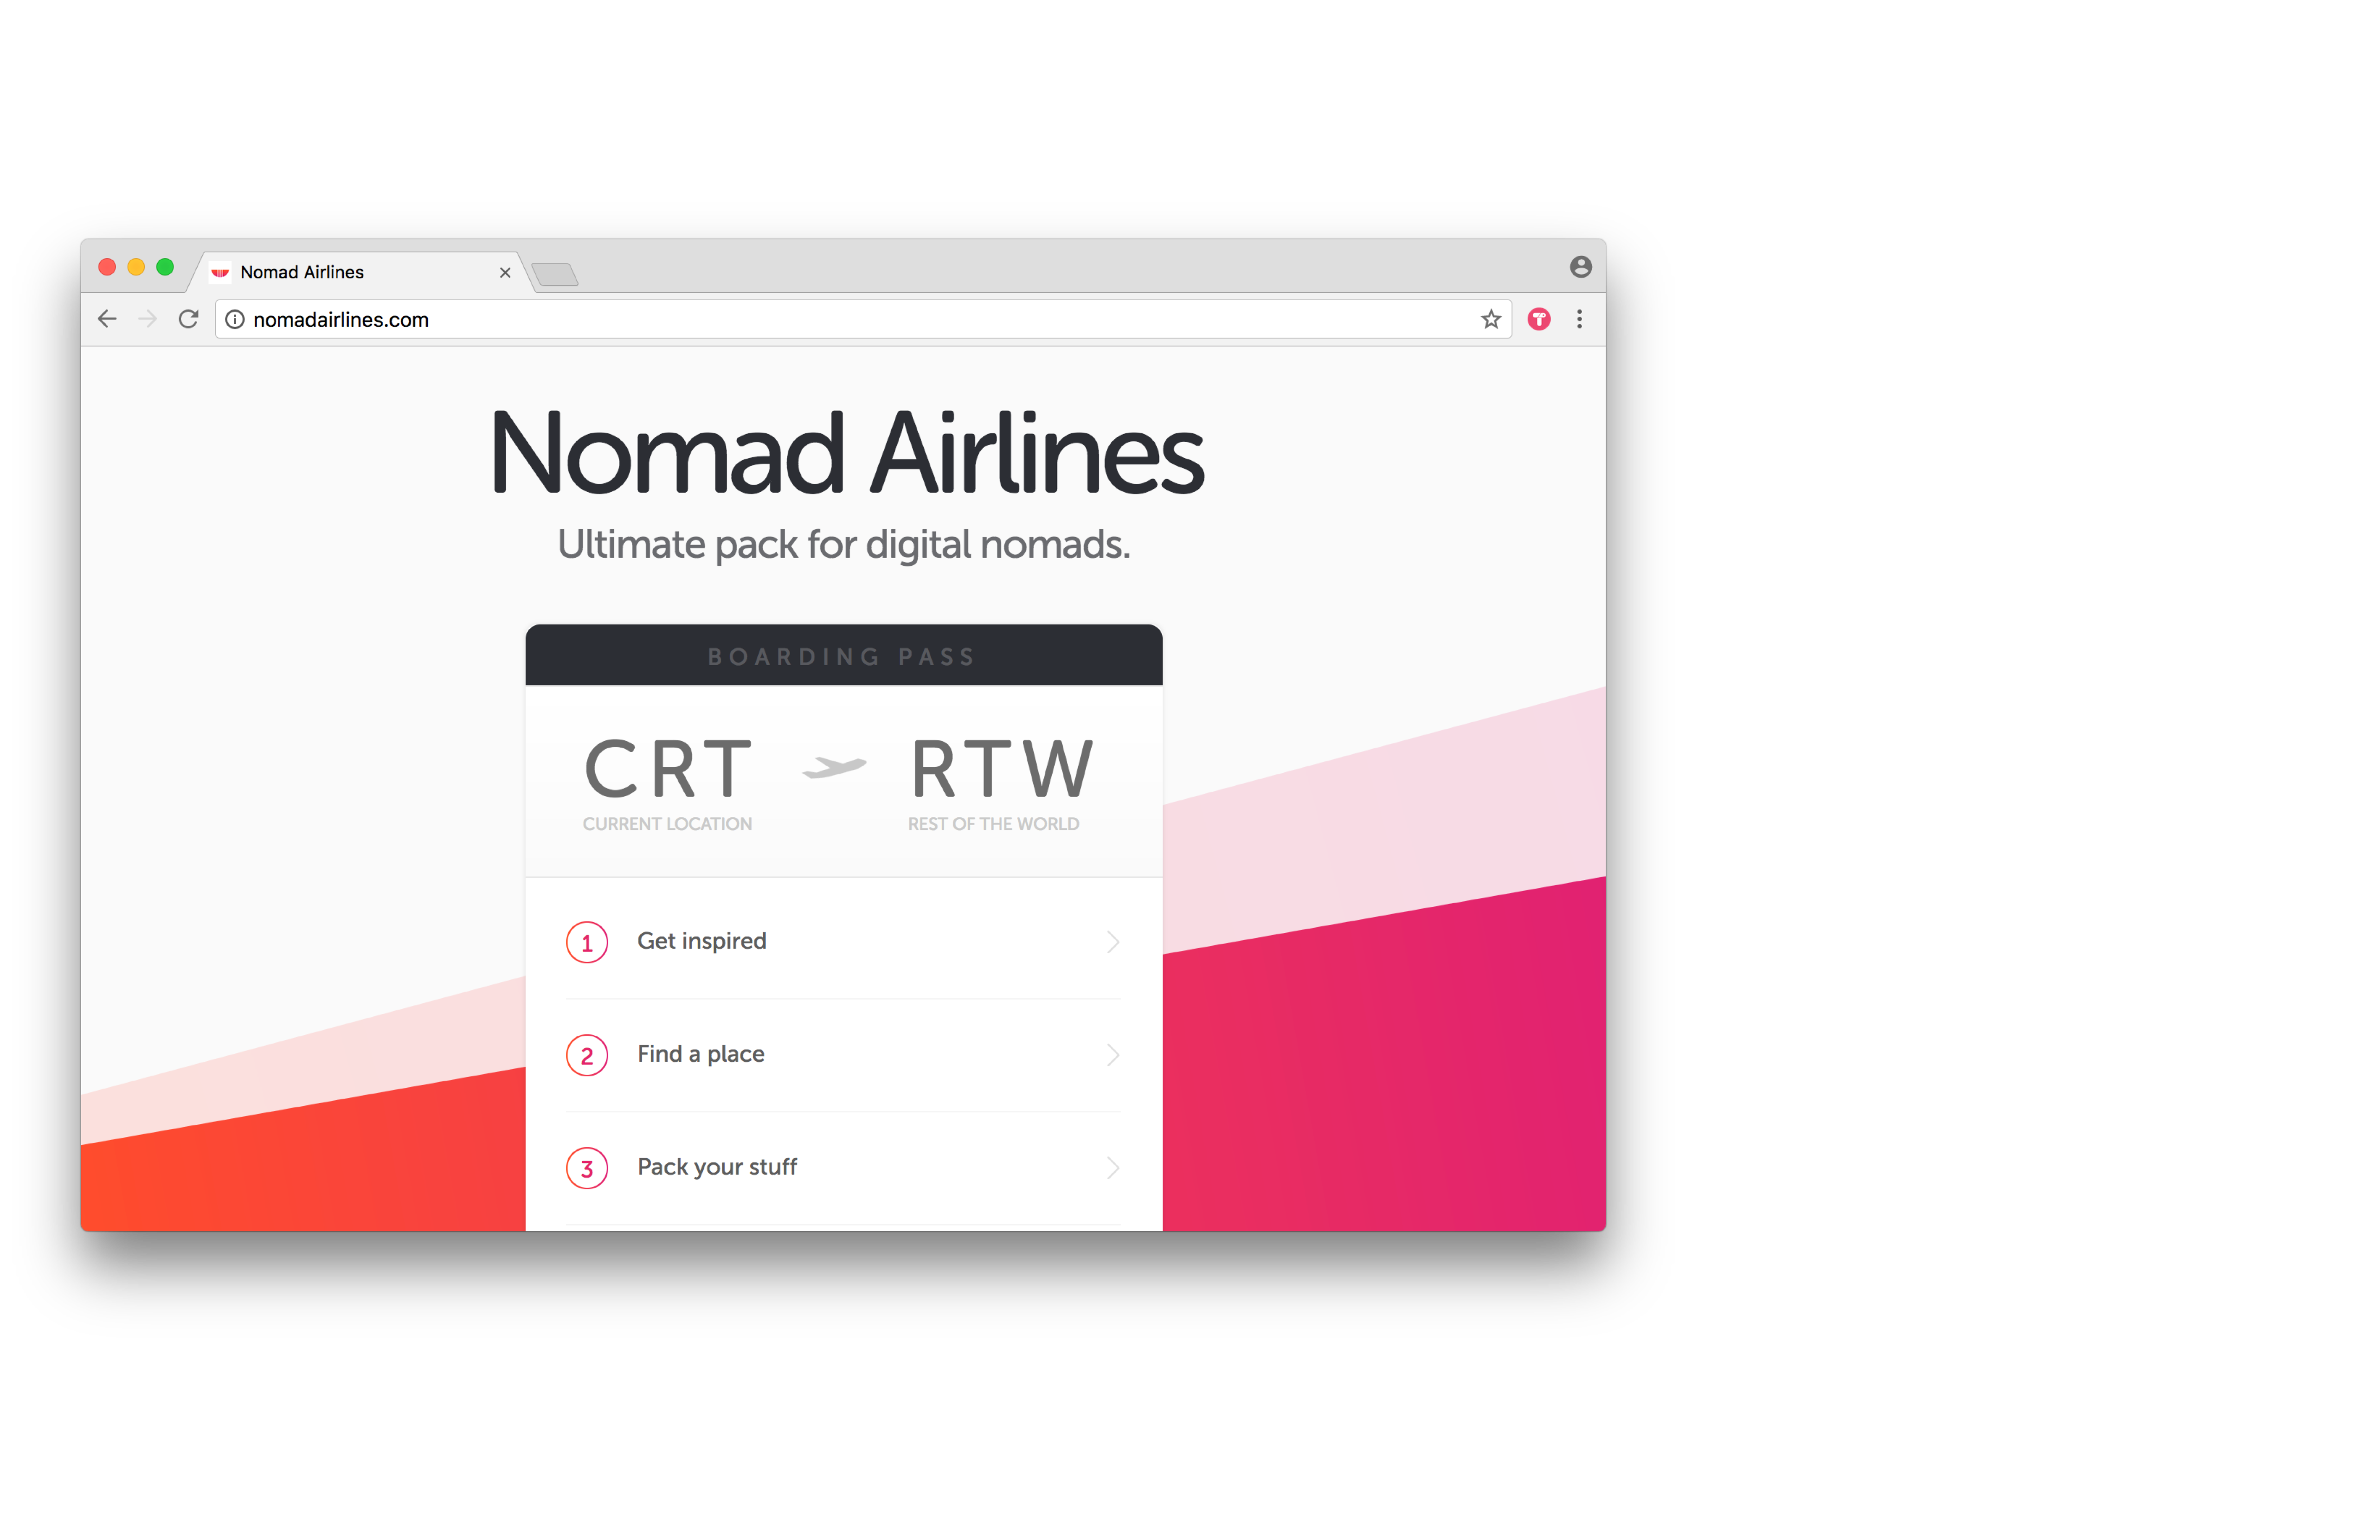 Nomad Airlines
nomadairlines.com
Nomad Airlines
Ultimate pack for digital nomads.
BOARDING PASS
CRT RTW
CURRENT LOCATION REST OF THE WORLD
1 Get inspired
2 Find a place
3 Pack your stuff